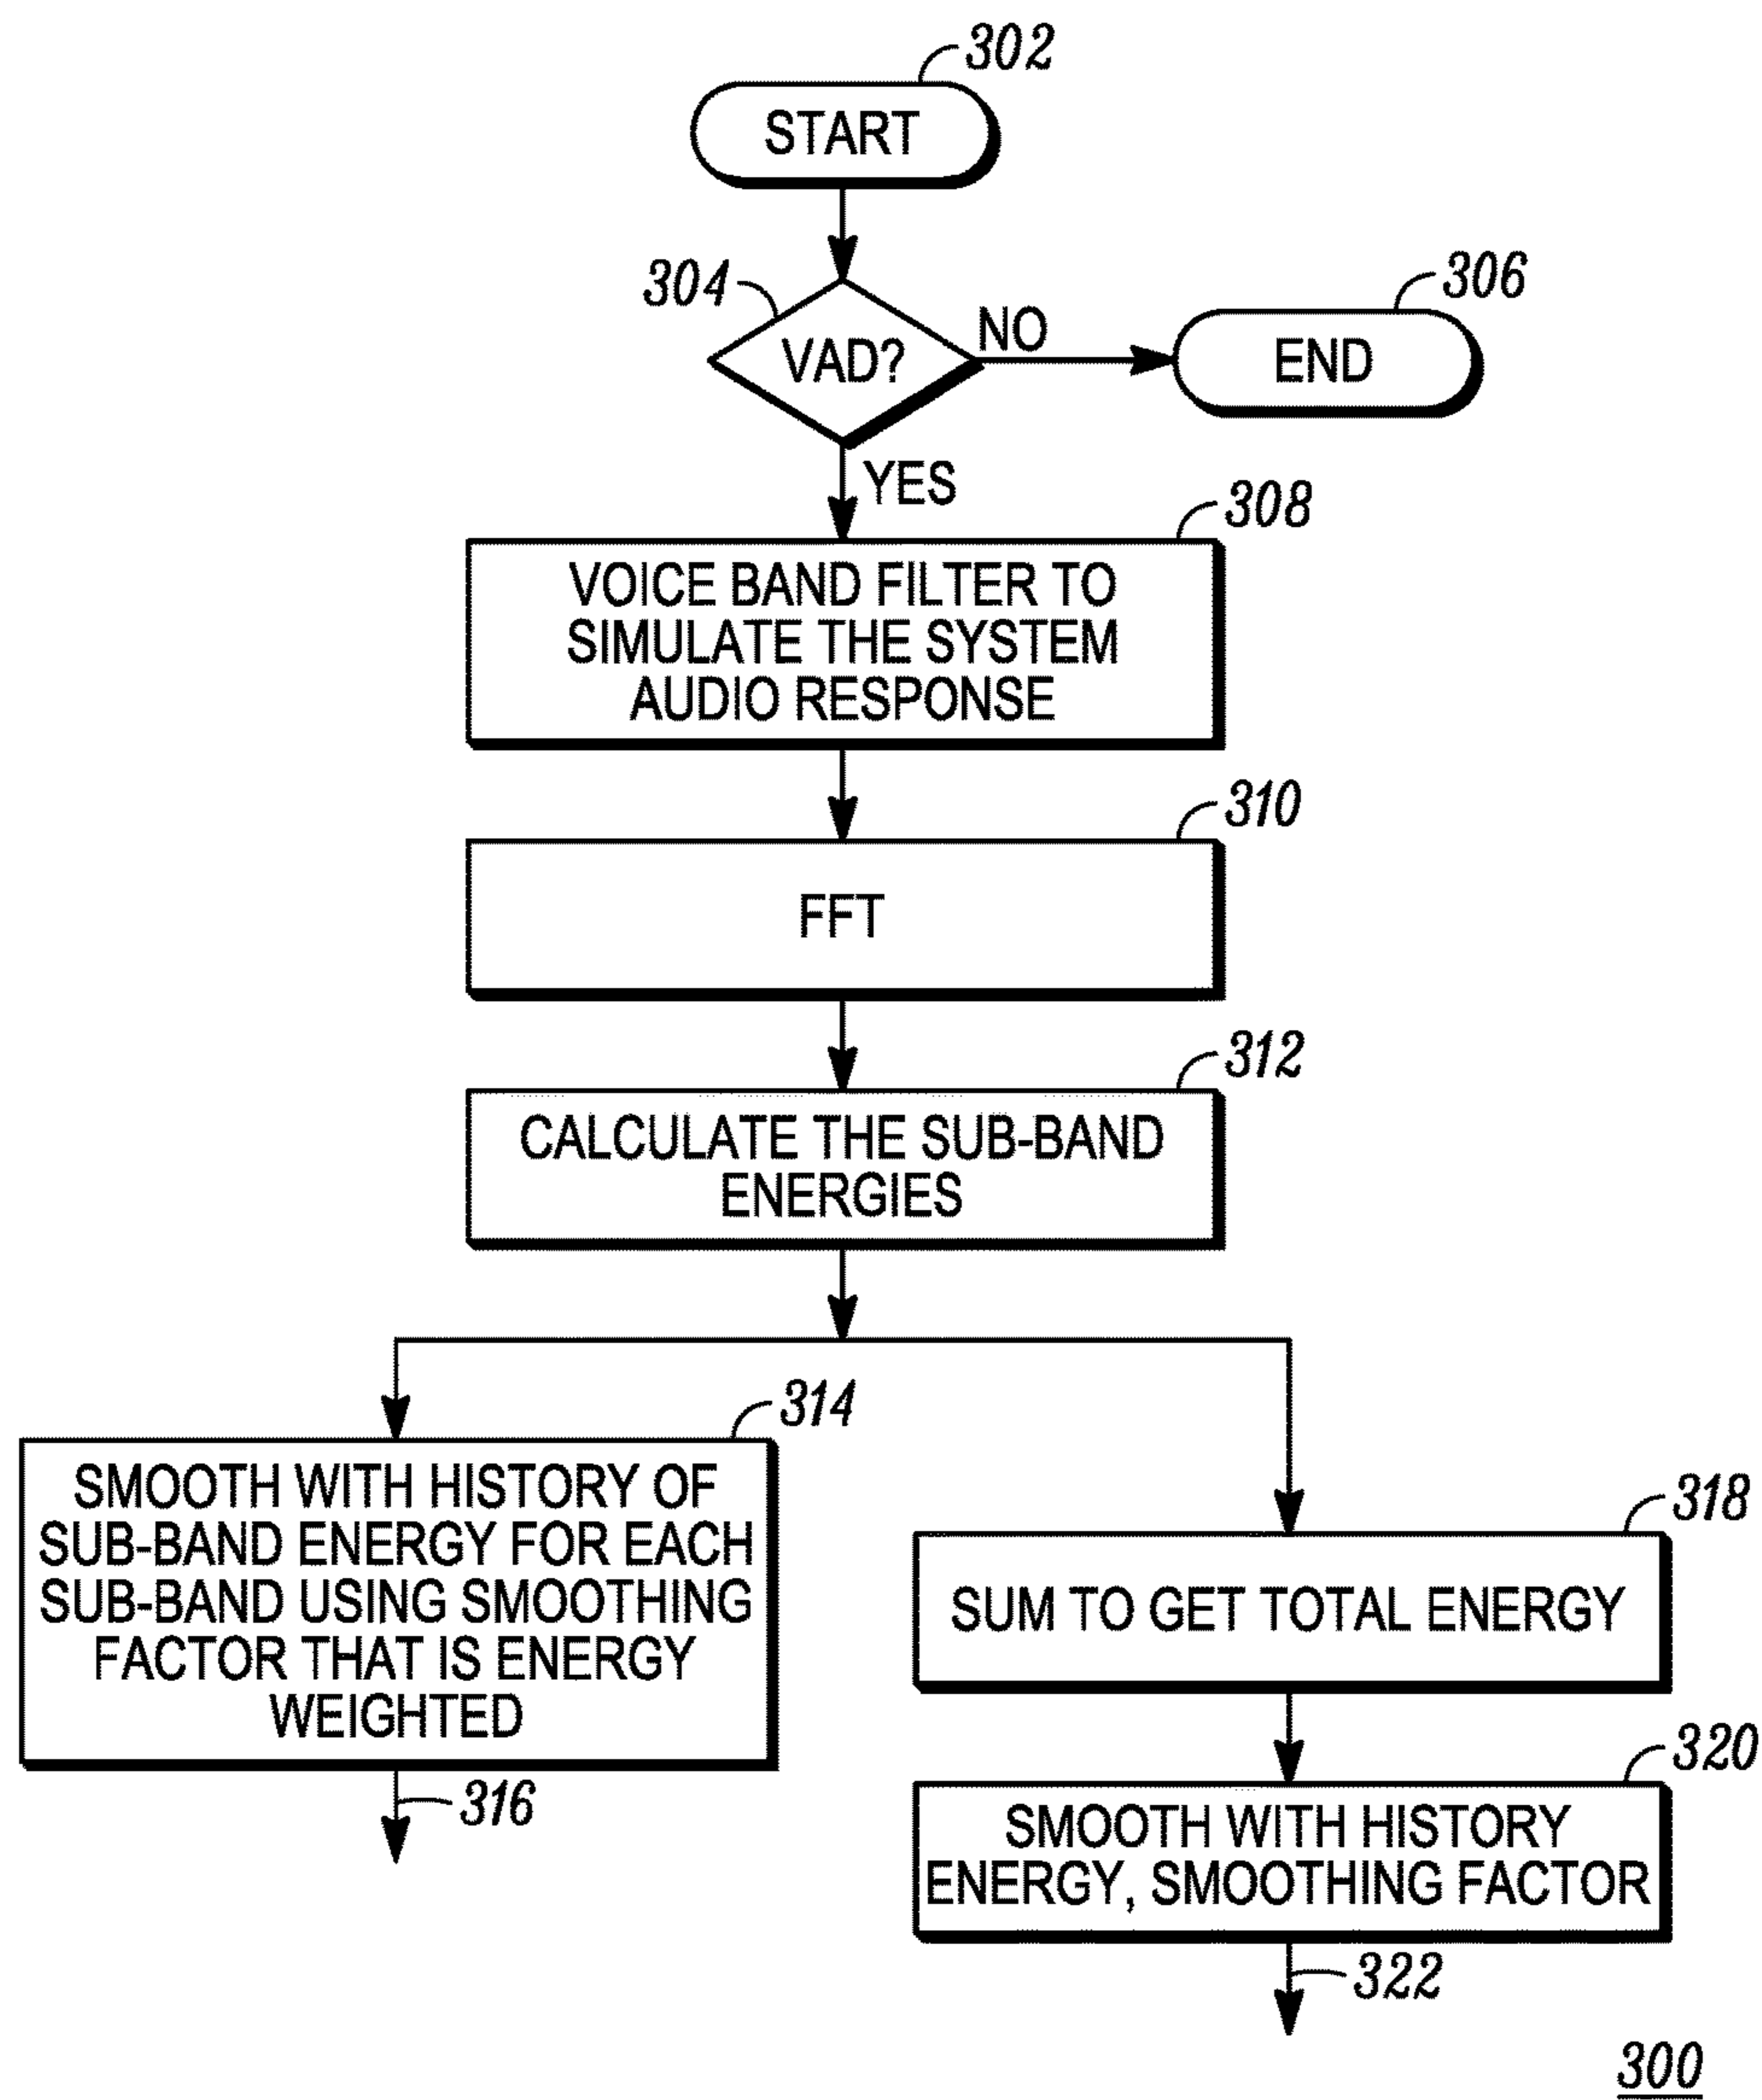 302
START
304
VAD?
NO
306
END
YES
308
VOICE BAND FILTER TO
SIMULATE THE SYSTEM
AUDIO RESPONSE
310
FFT
312
CALCULATE THE SUB-BAND
ENERGIES
314
SMOOTH WITH HISTORY OF
SUB-BAND ENERGY FOR EACH
SUB-BAND USING SMOOTHING
FACTOR THAT IS ENERGY
WEIGHTED
316
318
SUM TO GET TOTAL ENERGY
320
SMOOTH WITH HISTORY
ENERGY, SMOOTHING FACTOR
322
300